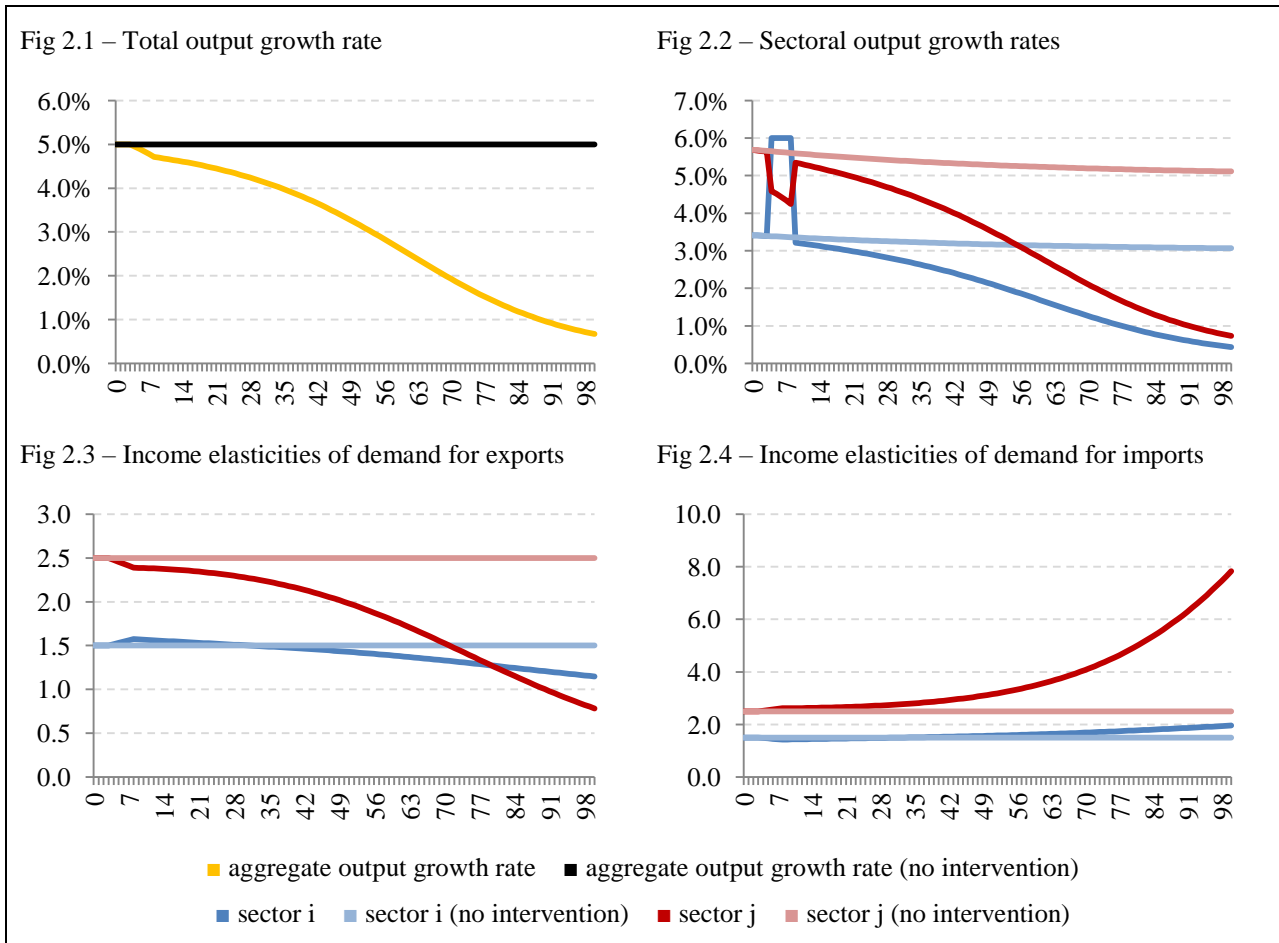 Fig 2.1 – Total output growth rate
6.0%
5.0%
4.0%
3.0%
2.0%
1.0%
0.0%
0 7 14 21 28 35 42 49 56 63 70 77 84 91 98
Fig 2.2 – Sectoral output growth rates
7.0%
6.0%
5.0%
4.0%
3.0%
2.0%
1.0%
0.0%
0 7 14 21 28 35 42 49 56 63 70 77 84 91 98
Fig 2.3 – Income elasticities of demand for exports
3.0
2.5
2.0
1.5
1.0
0.5
0.0
0 7 14 21 28 35 42 49 56 63 70 77 84 91 98
Fig 2.4 – Income elasticities of demand for imports
10.0
8.0
6.0
4.0
2.0
0.0
0 7 14 21 28 35 42 49 56 63 70 77 84 91 98
aggregate output growth rate aggregate output growth rate (no intervention)
sector i sector i (no intervention) sector j sector j (no intervention)